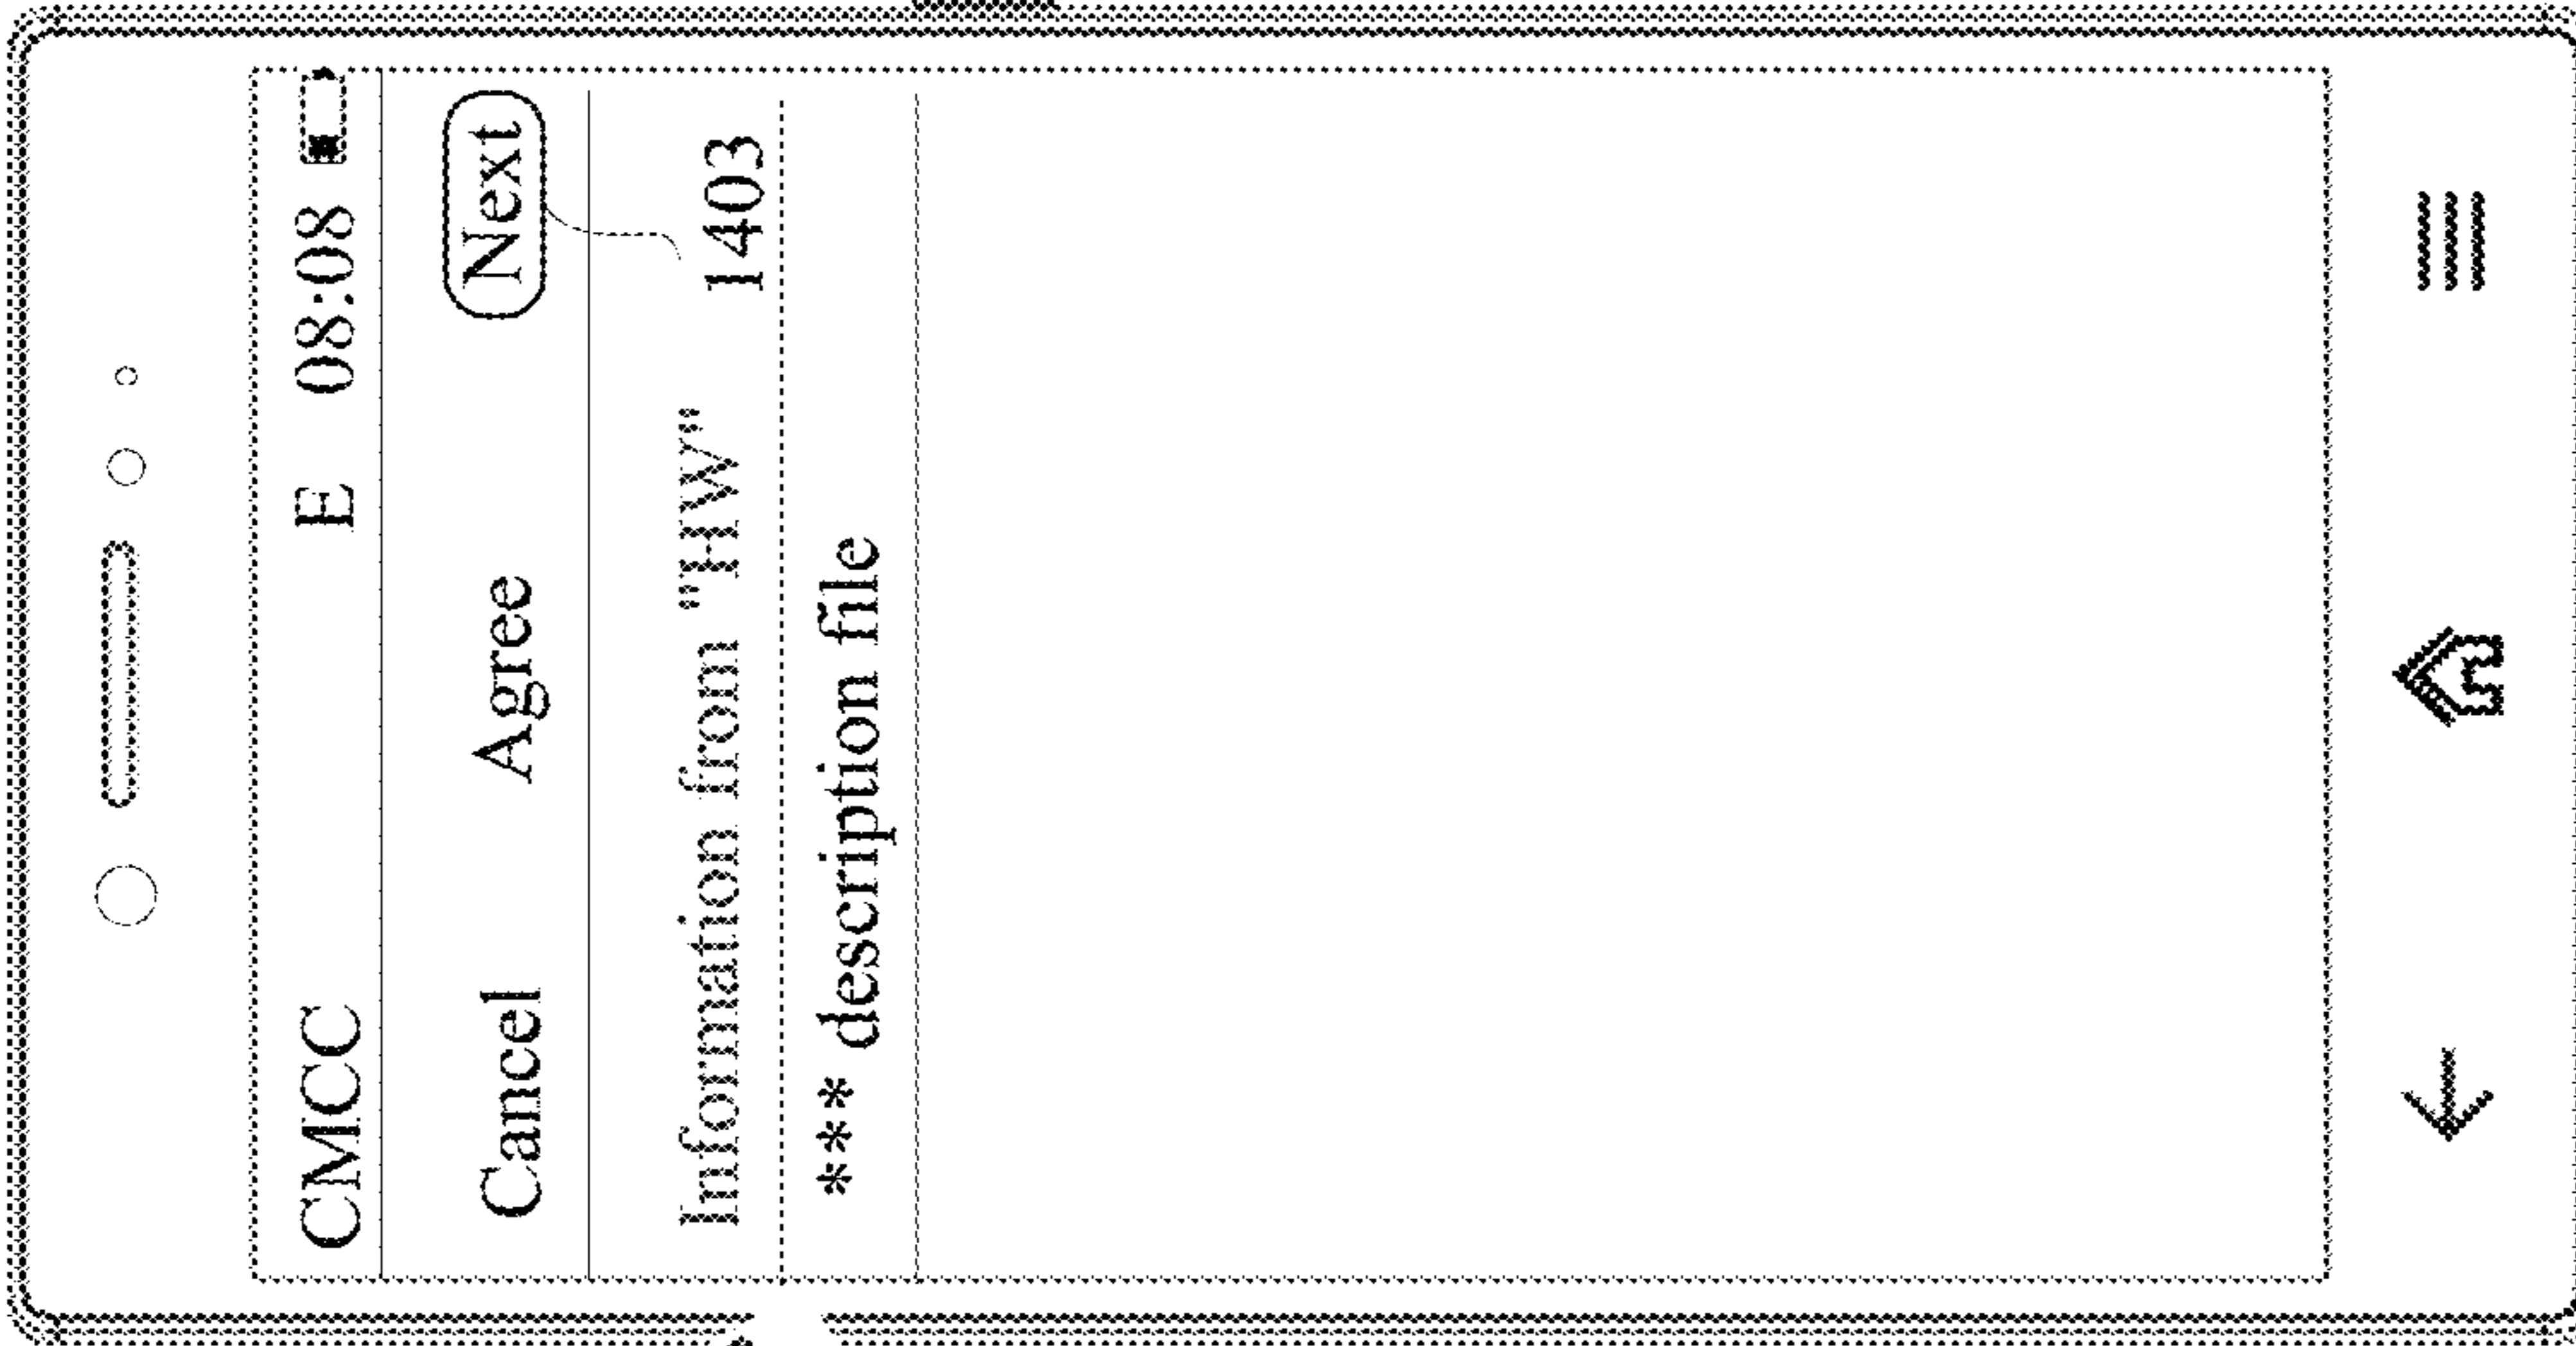 CMCC E 08:08
Cancel Agree Next
Information from "HW"
1403
*** description file